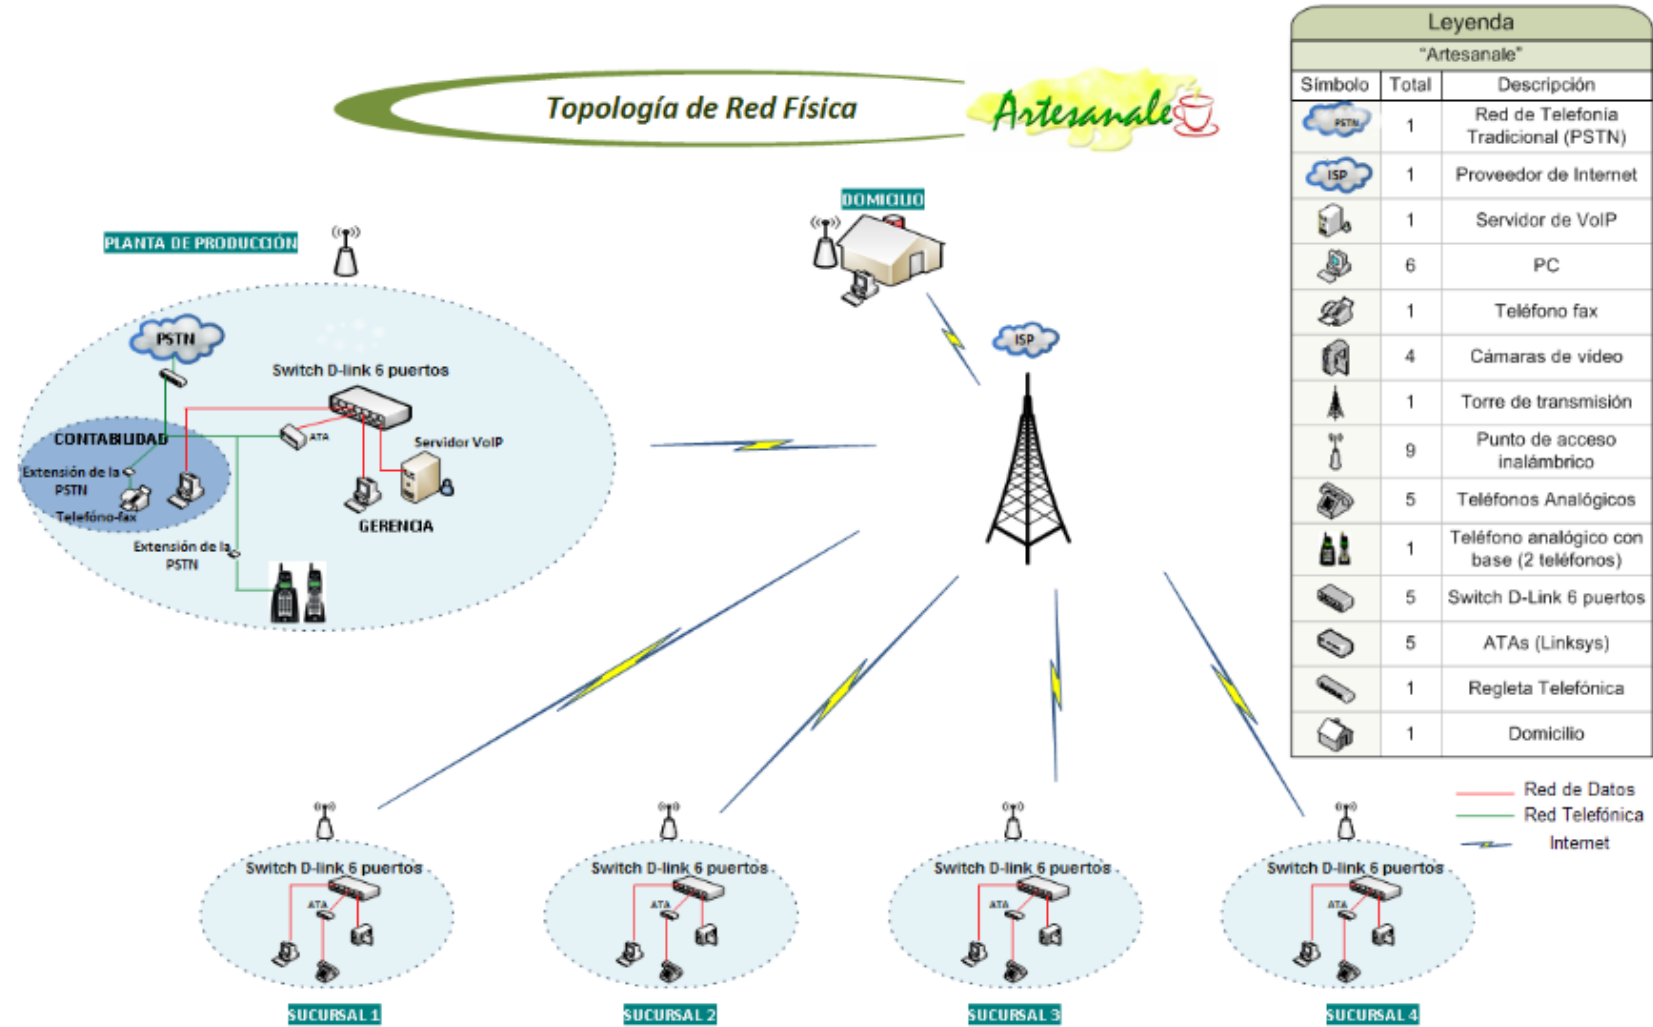 Topología de Red Física
Artesanale
DOMICILIO
PLANTA DE PRODUCCIÓN
PSTN
Switch D-link 6 puertos
CONTABILIDAD
ATA
Servidor VoIP
Extensión de la
PSTN
Telefóno-fax
GERENCIA
Extensión de la
PSTN
ISP
Switch D-link 6 puertos
ATA
SUCURSAL 1
Switch D-link 6 puertos
ATA
SUCURSAL 2
Switch D-link 6 puertos
ATA
SUCURSAL 3
Switch D-link 6 puertos
ATA
SUCURSAL 4
Leyenda
"Artesanale"
Símbolo Total Descripción
PSTN 1 Red de Telefonía
Tradicional (PSTN)
ISP 1 Proveedor de Internet
1 Servidor de VoIP
6 PC
1 Teléfono fax
4 Cámaras de vídeo
1 Torre de transmisión
9 Punto de acceso
inalámbrico
5 Teléfonos Analógicos
1 Teléfono analógico con
base (2 teléfonos)
5 Switch D-Link 6 puertos
5 ATAs (Linksys)
1 Regleta Telefónica
1 Domicilio
Red de Datos
Red Telefónica
Internet